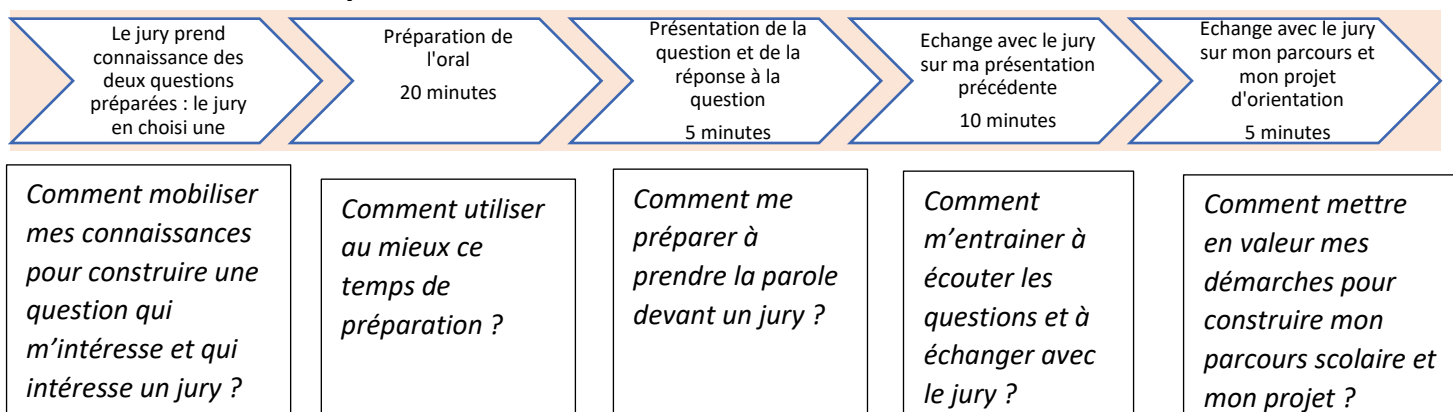 Le jury prend
connaissance des
deux questions
préparées : le jury
en choisi une
Préparation de
l'oral
20 minutes
Présentation de la
question et de la
réponse à la
question
5 minutes
Echange avec le jury
sur ma présentation
précédente
10 minutes
Echange avec le jury
sur mon parcours et
mon projet
d'orientation
5 minutes
Comment mobiliser
mes connaissances
pour construire une
question qui
m'intéresse et qui
intéresse un jury ?
Comment utiliser
au mieux ce
temps de
préparation ?
Comment me
préparer à
prendre la parole
devant un jury ?
Comment
m'entrainer à
écouter les
questions et à
échanger avec
le jury ?
Comment mettre
en valeur mes
démarches pour
construire mon
parcours scolaire et
mon projet ?